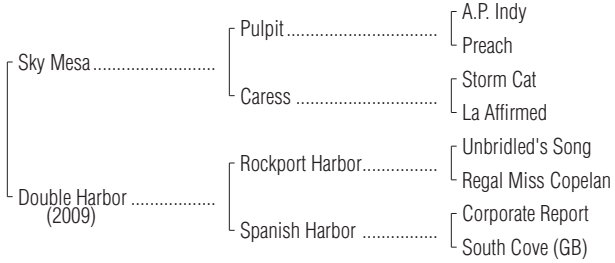 A.P. Indy
Pulpit
Preach
Sky Mesa
Storm Cat
Caress
La Affirmed
Unbridled's Song
Rockport Harbor
Regal Miss Copelan
Double Harbor
(2009)
Corporate Report
Spanish Harbor
South Cove (GB)